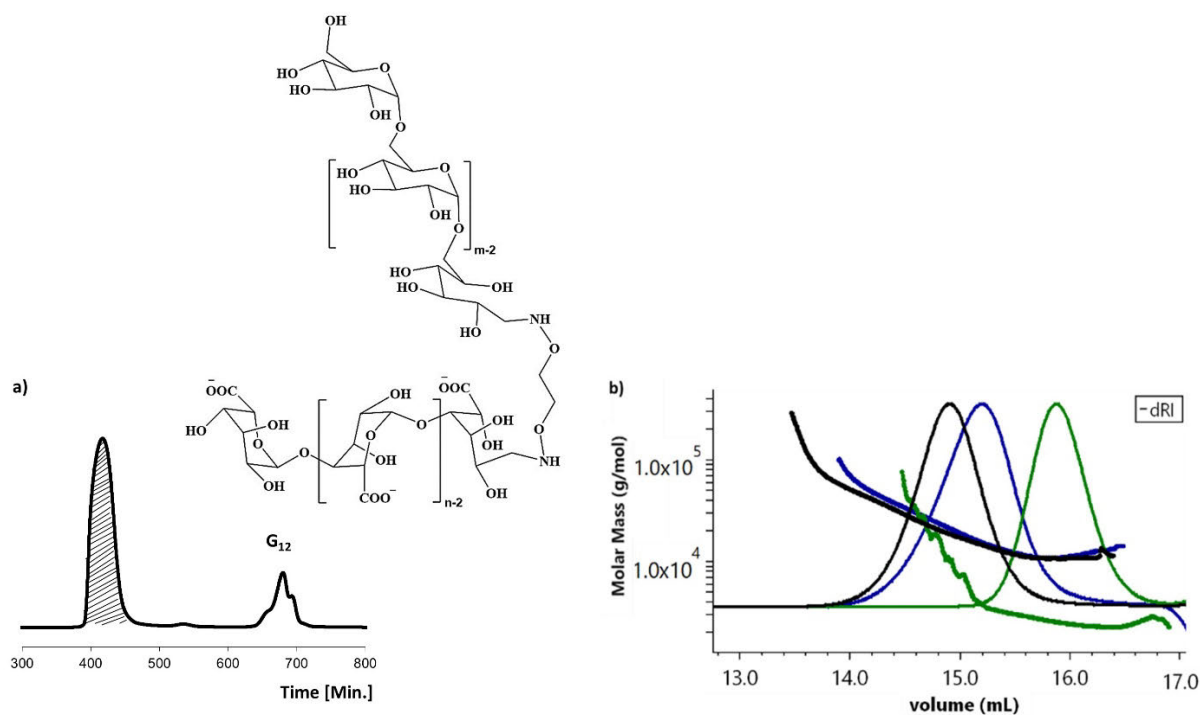 OH
O
HO
HO
OH
O
O
HO
HO
OH
O
m-2
HO
OH
HO
HO
NH
O
O
NH
a)
⁻OOC
OH
HO
OH
O
OH
O
O
OH
COO⁻
n-2
O
⁻OOC
OH
HO
OH
G₁₂
300 400 500 600 700 800
Time [Min.]
b)
-dRI
Molar Mass (g/mol)
1.0x10⁵
1.0x10⁴
13.0 14.0 15.0 16.0 17.0
volume (mL)